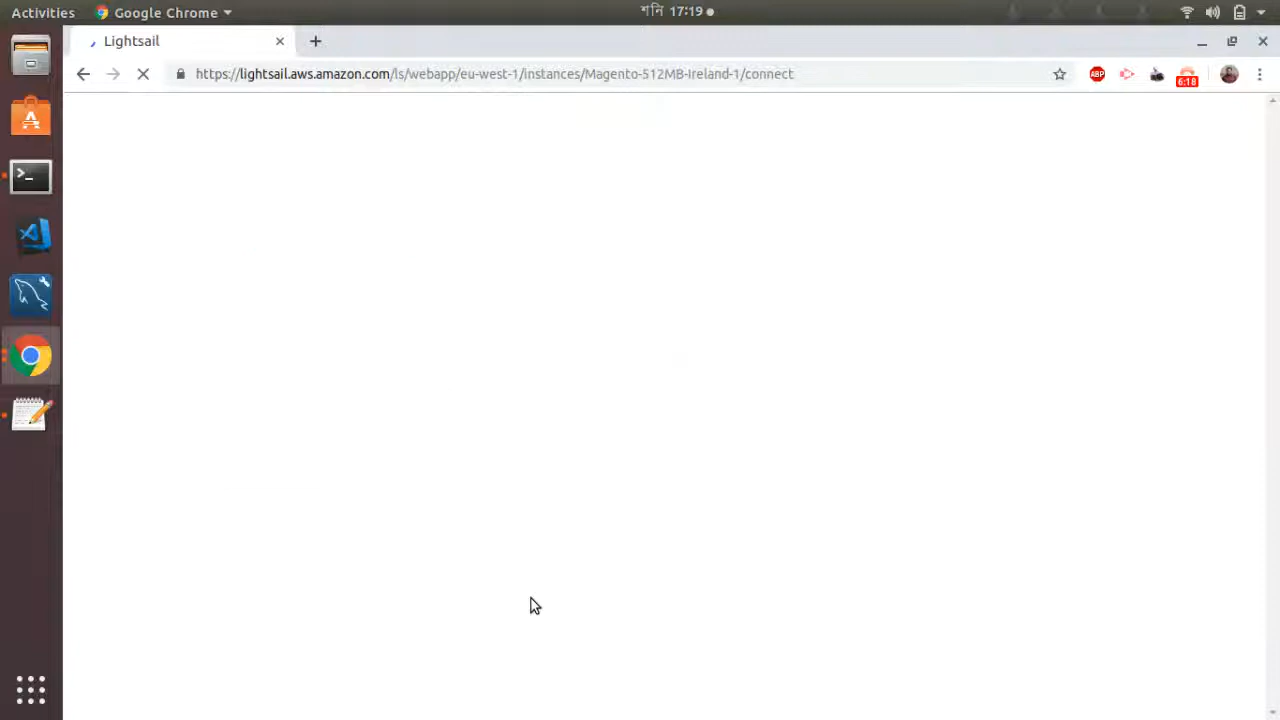 Activities
Google Chrome
শনি 17:19
Lightsail
https://lightsail.aws.amazon.com/ls/webapp/eu-west-1/instances/Magento-512MB-Ireland-1/connect
ABP
6:18